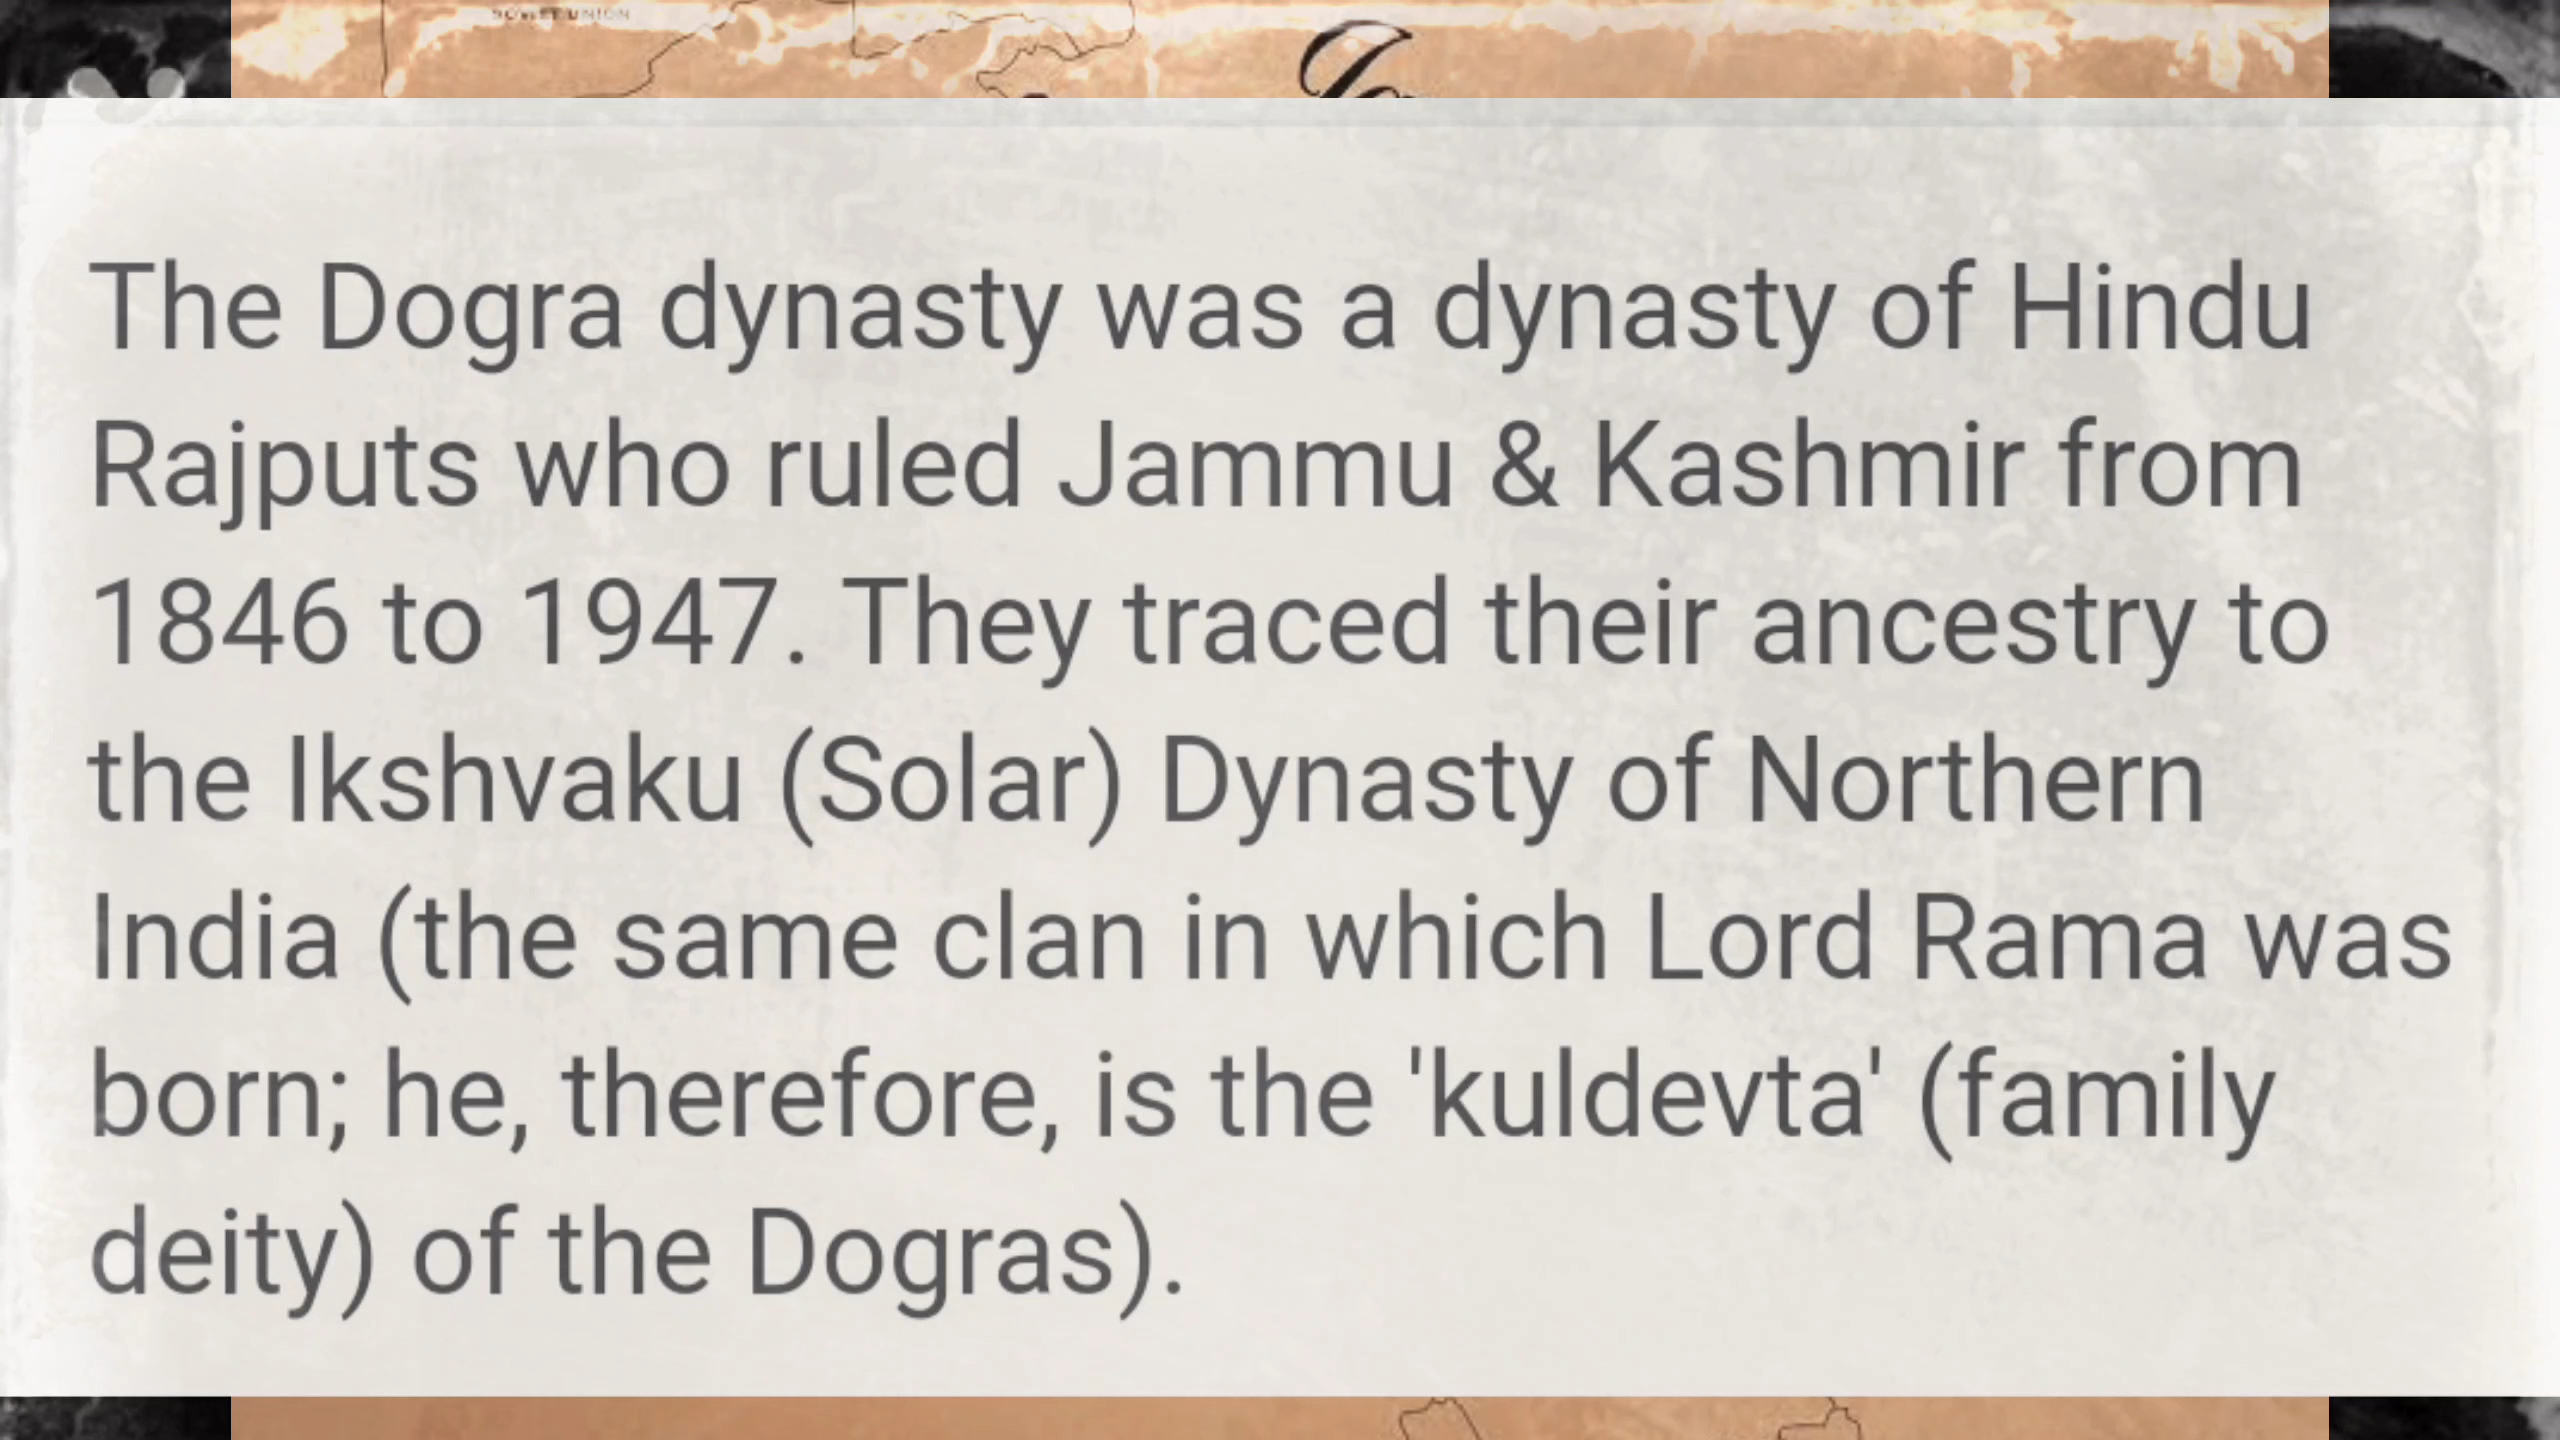 SOVIET UNION
The Dogra dynasty was a dynasty of Hindu
Rajputs who ruled Jammu & Kashmir from
1846 to 1947. They traced their ancestry to
the Ikshvaku (Solar) Dynasty of Northern
India (the same clan in which Lord Rama was
born; he, therefore, is the 'kuldevta' (family
deity) of the Dogras).